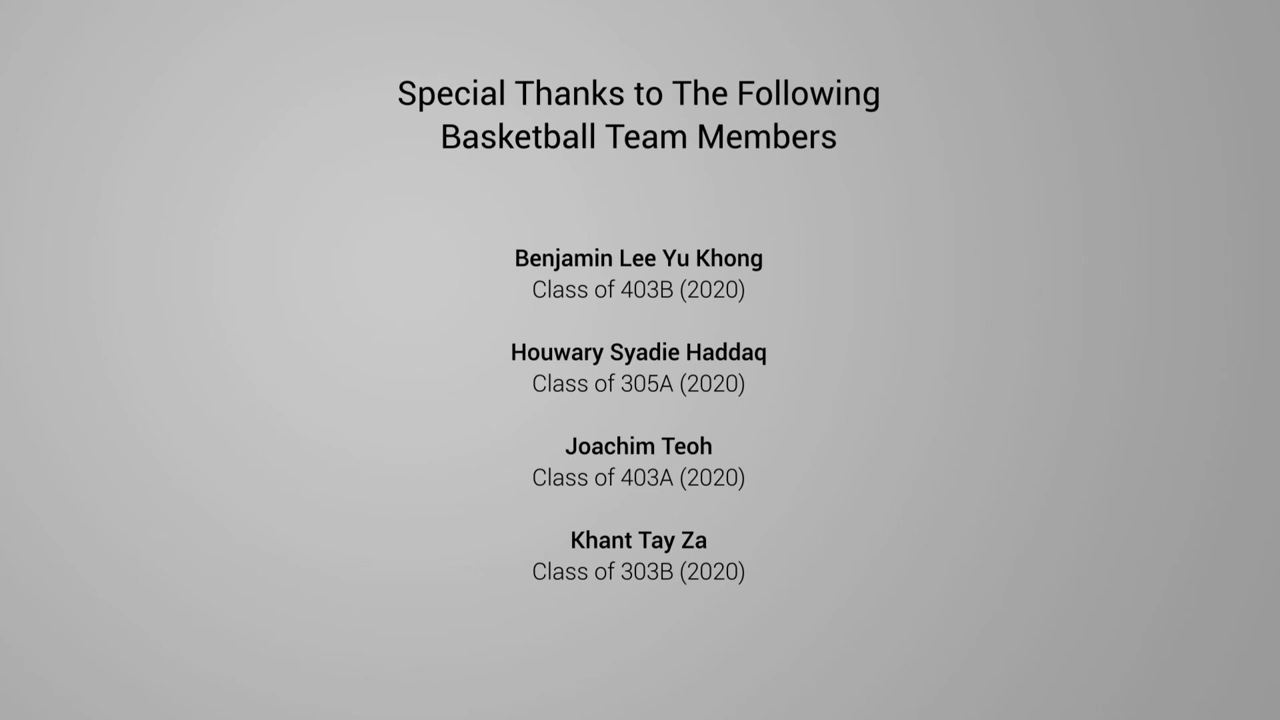 Special Thanks to The Following
Basketball Team Members
Benjamin Lee Yu Khong
Class of 403B (2020)
Houwary Syadie Haddaq
Class of 305A (2020)
Joachim Teoh
Class of 403A (2020)
Khant Tay Za
Class of 303B (2020)